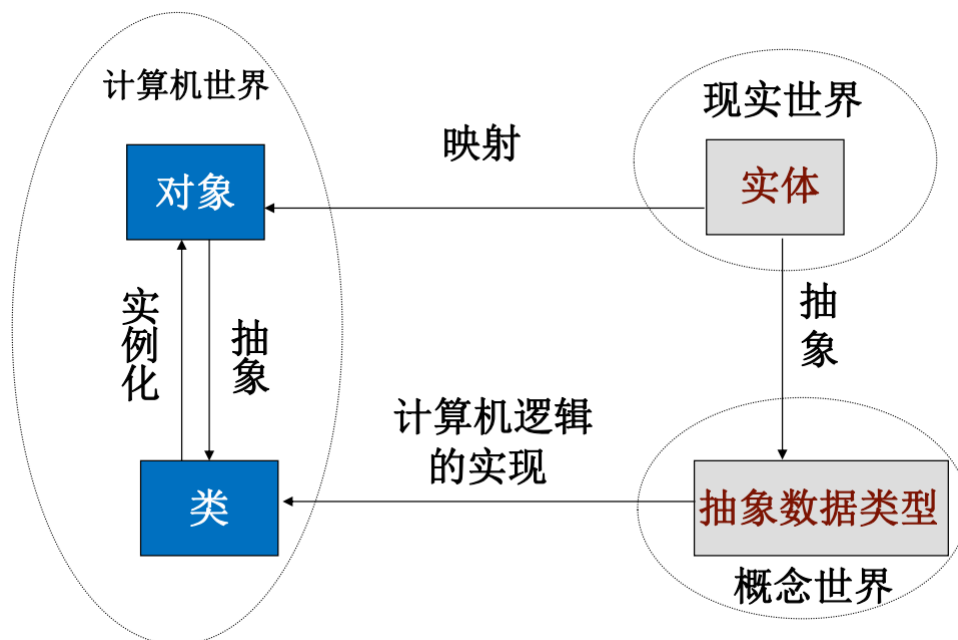 计算机世界
现实世界
映射
对象
实体
实例化
抽象
抽象
计算机逻辑
的实现
类
抽象数据类型
概念世界